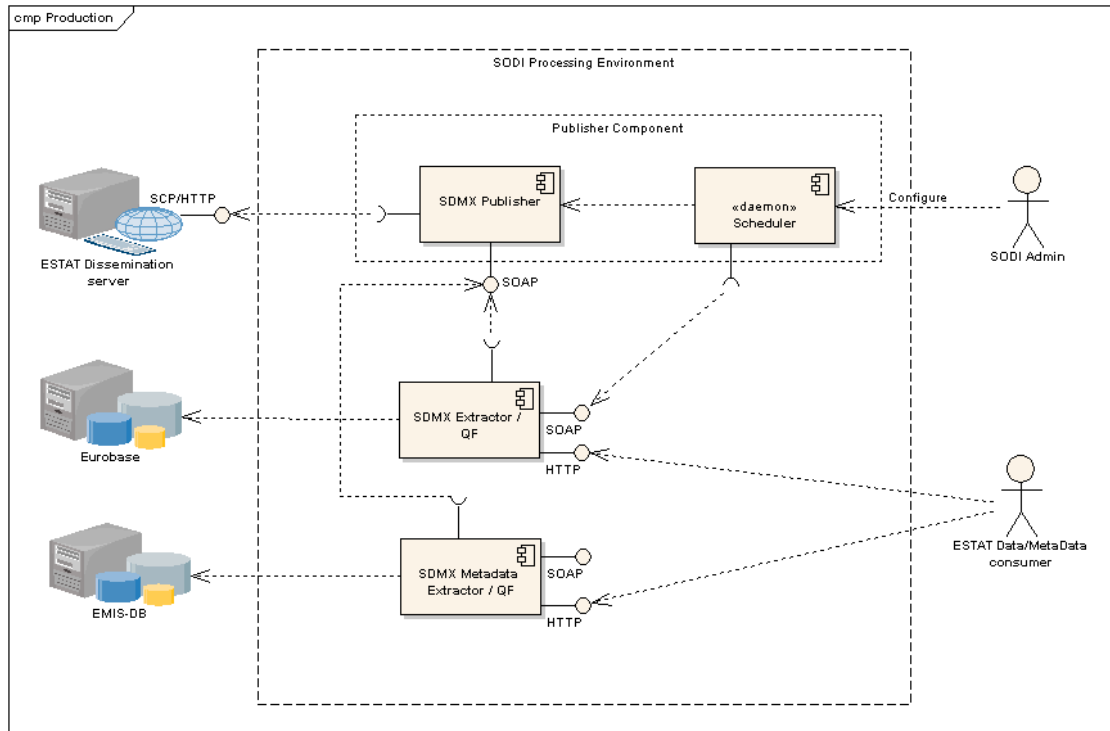 cmp Production
SODI Processing Environment
Publisher Component
SCP/HTTP
SDMX Publisher
«daemon»
Scheduler
Configure
ESTAT Dissemination
server
SODI Admin
SOAP
SDMX Extractor /
QF
SOAP
HTTP
Eurobase
ESTAT Data/MetaData
consumer
SDMX Metadata
Extractor / QF
SOAP
HTTP
EMIS-DB